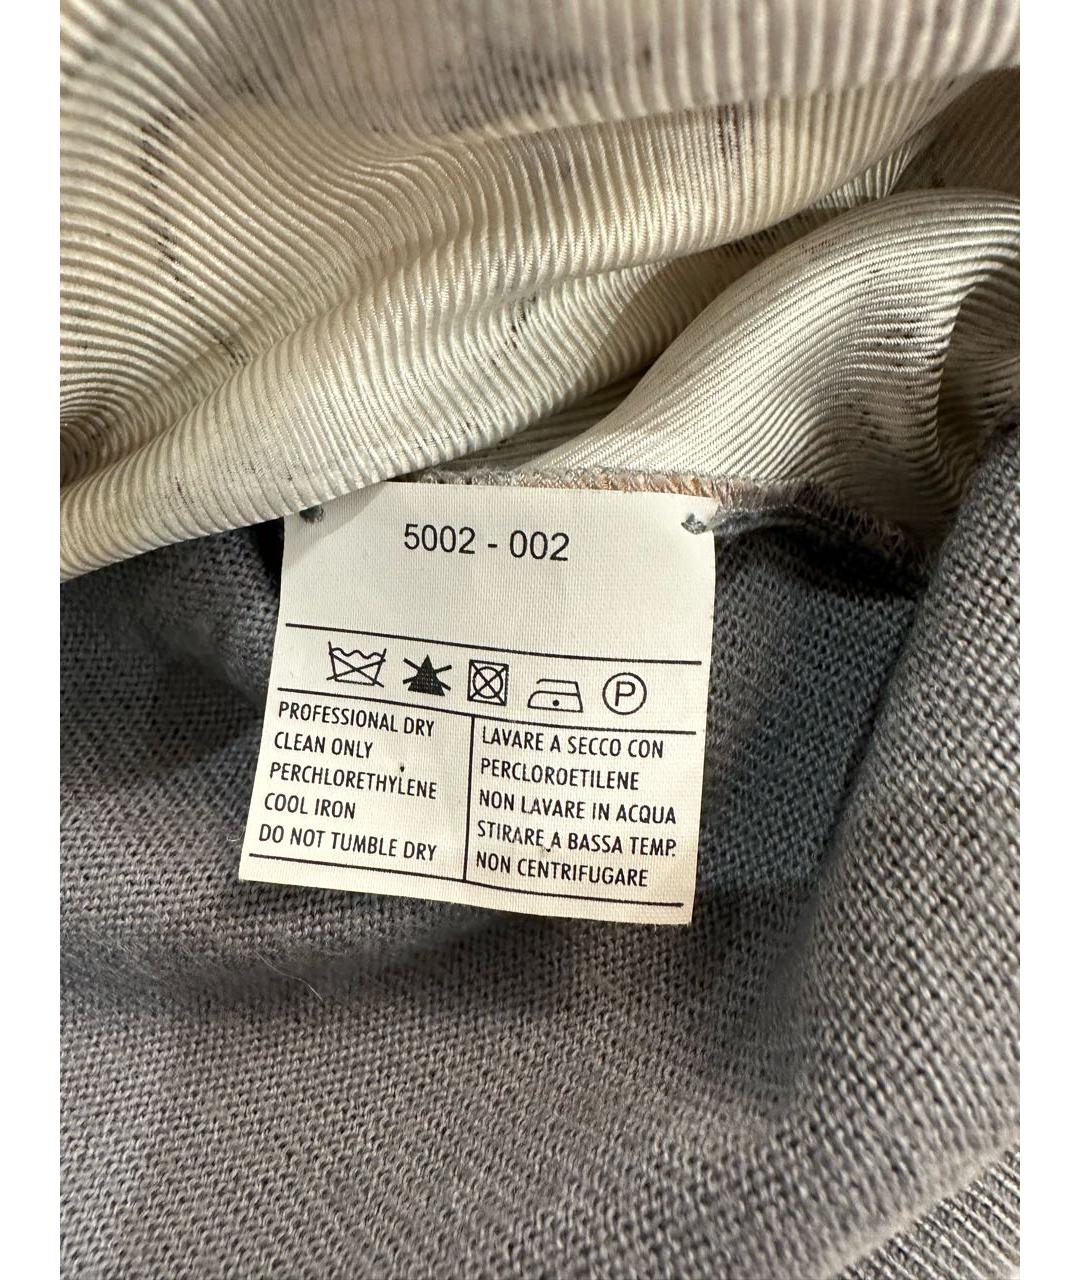 5002 - 002
P
PROFESSIONAL DRY
CLEAN ONLY
PERCHLORETHYLENE
COOL IRON
DO NOT TUMBLE DRY
LAVARE A SECCO CON
PERCLOROETILENE
NON LAVARE IN ACQUA
STIRARE A BASSA TEMP.
NON CENTRIFUGARE